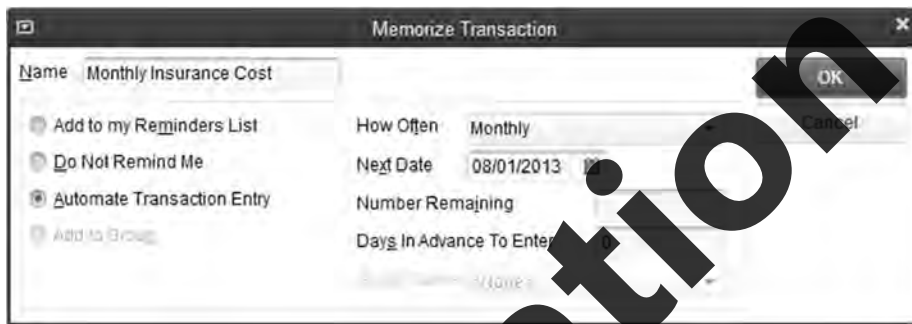 Memorize Transaction
Name Monthly Insurance Cost
OK
Add to my Reminders List How Often Monthly Cancel
Do Not Remind Me Next Date 08/01/2013
Automate Transaction Entry Number Remaining
Add to Group Days In Advance To Enter 0
<None>
tion